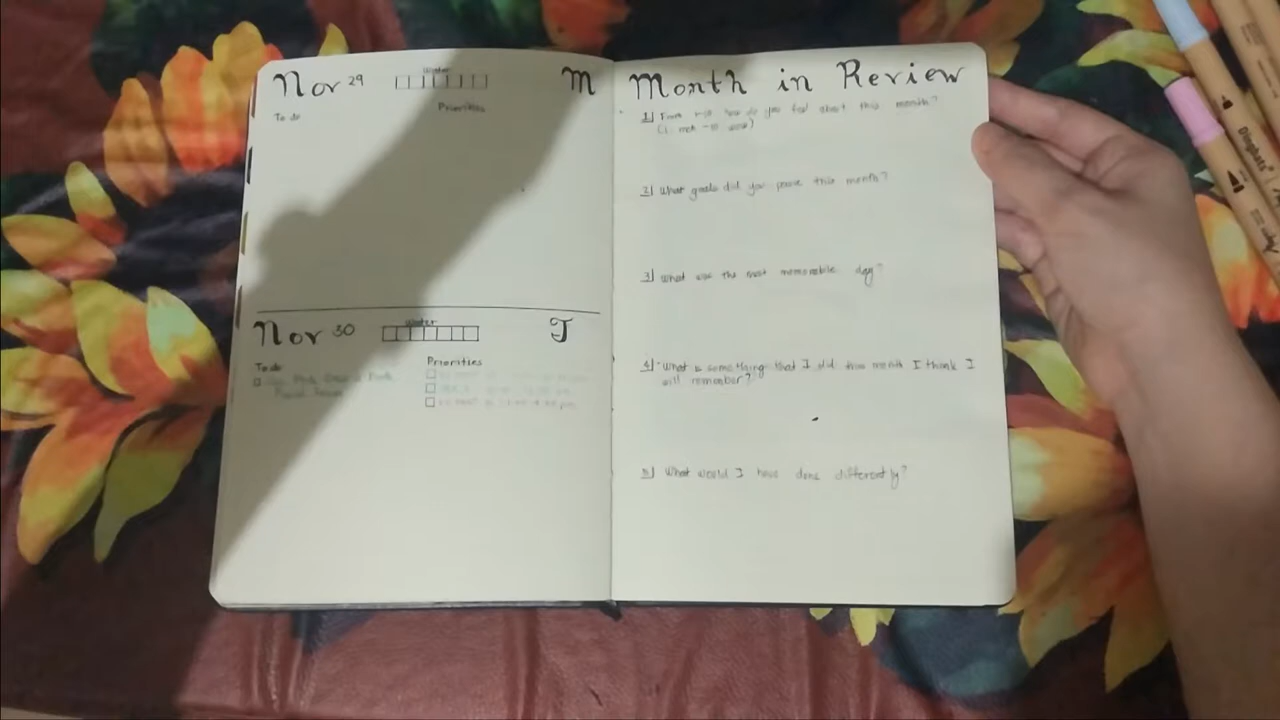 Nov 29
Water
M
Priorities
To do
Nov 30
Water
T
To do
Priorities
Month in Review
1) From 1-10 how do you feel about this month?
(1 meh -10
2) What goals did you pursue this month?
3) What was the most memorable day?
4) What is something that I did this month I think I
will remember?
5) What would I have done differently?
Dingbats*